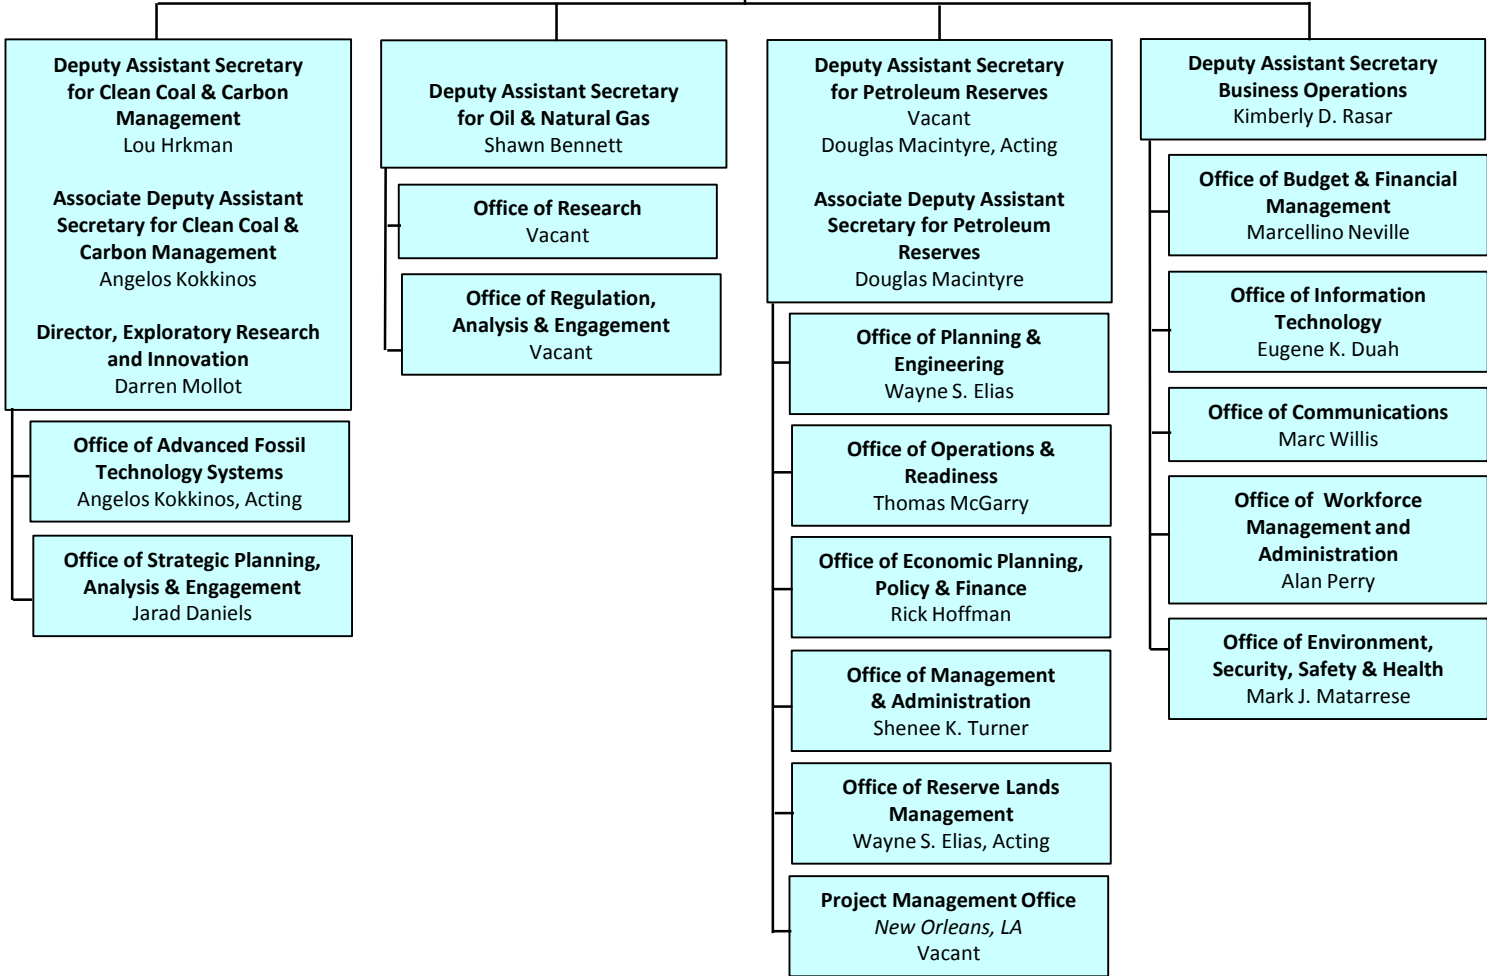 Deputy Assistant Secretary
for Clean Coal & Carbon
Management
Lou Hrkman
Associate Deputy Assistant
Secretary for Clean Coal &
Carbon Management
Angelos Kokkinos
Director, Exploratory Research
and Innovation
Darren Mollot
Office of Advanced Fossil
Technology Systems
Angelos Kokkinos, Acting
Office of Strategic Planning,
Analysis & Engagement
Jarad Daniels
Deputy Assistant Secretary
for Oil & Natural Gas
Shawn Bennett
Office of Research
Vacant
Office of Regulation,
Analysis & Engagement
Vacant
Deputy Assistant Secretary
for Petroleum Reserves
Vacant
Douglas Macintyre, Acting
Associate Deputy Assistant
Secretary for Petroleum
Reserves
Douglas Macintyre
Office of Planning &
Engineering
Wayne S. Elias
Office of Operations &
Readiness
Thomas McGarry
Office of Economic Planning,
Policy & Finance
Rick Hoffman
Office of Management
& Administration
Shenee K. Turner
Office of Reserve Lands
Management
Wayne S. Elias, Acting
Project Management Office
New Orleans, LA
Vacant
Deputy Assistant Secretary
Business Operations
Kimberly D. Rasar
Office of Budget & Financial
Management
Marcellino Neville
Office of Information
Technology
Eugene K. Duah
Office of Communications
Marc Willis
Office of Workforce
Management and
Administration
Alan Perry
Office of Environment,
Security, Safety & Health
Mark J. Matarrese